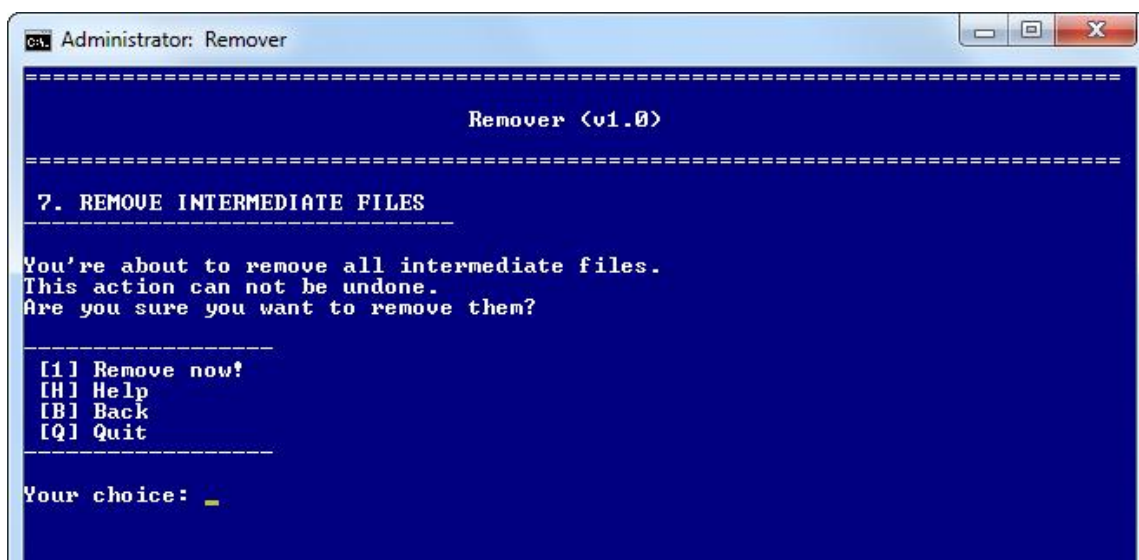 Administrator: Remover
===============================================================================
Remover (v1.0)
===============================================================================
7. REMOVE INTERMEDIATE FILES
-------------------------------
You're about to remove all intermediate files.
This action can not be undone.
Are you sure you want to remove them?
------------------
[1] Remove now!
[H] Help
[B] Back
[Q] Quit
------------------
Your choice: _